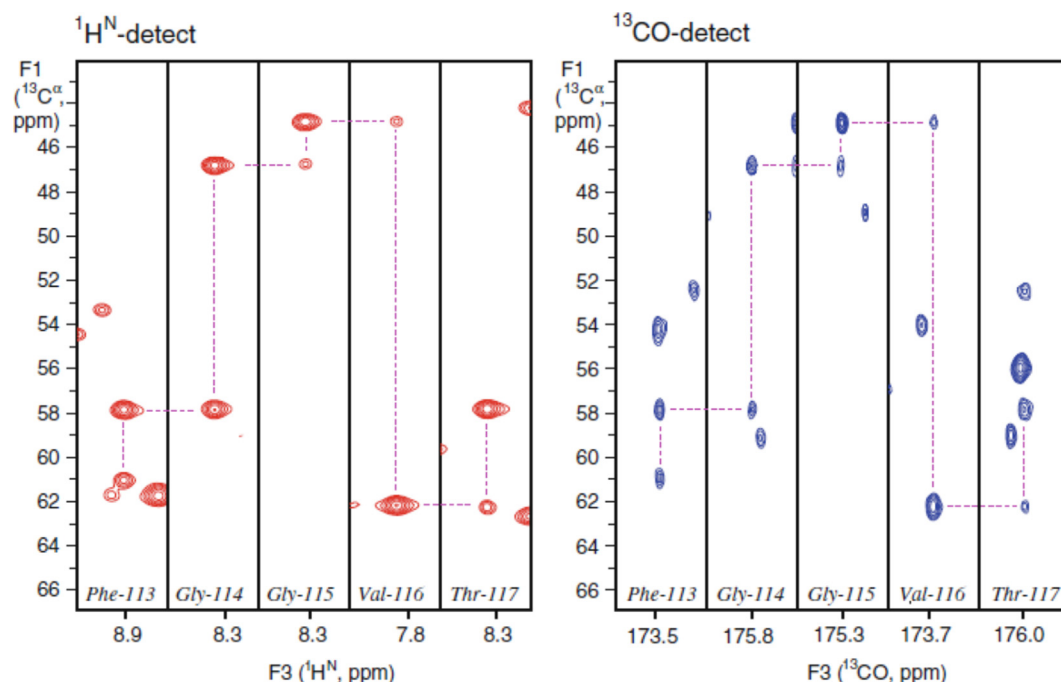 ¹Hᴺ-detect
F1
(¹³Cᵅ,
ppm)
46
48
50
52
54
56
58
60
62
64
66
Phe-113 Gly-114 Gly-115 Val-116 Thr-117
8.9 8.3 8.3 7.8 8.3
F3 (¹Hᴺ, ppm)
¹³CO-detect
F1
(¹³Cᵅ,
ppm)
46
48
50
52
54
56
58
60
62
64
66
Phe-113 Gly-114 Gly-115 Val-116 Thr-117
173.5 175.8 175.3 173.7 176.0
F3 (¹³CO, ppm)